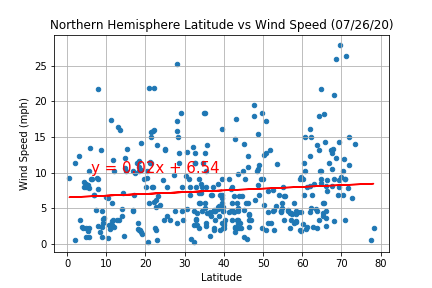 Northern Hemisphere Latitude vs Wind Speed (07/26/20)
Wind Speed (mph)
25
20
15
10
5
0
y = 0.02x + 6.54
0 10 20 30 40 50 60 70 80
Latitude